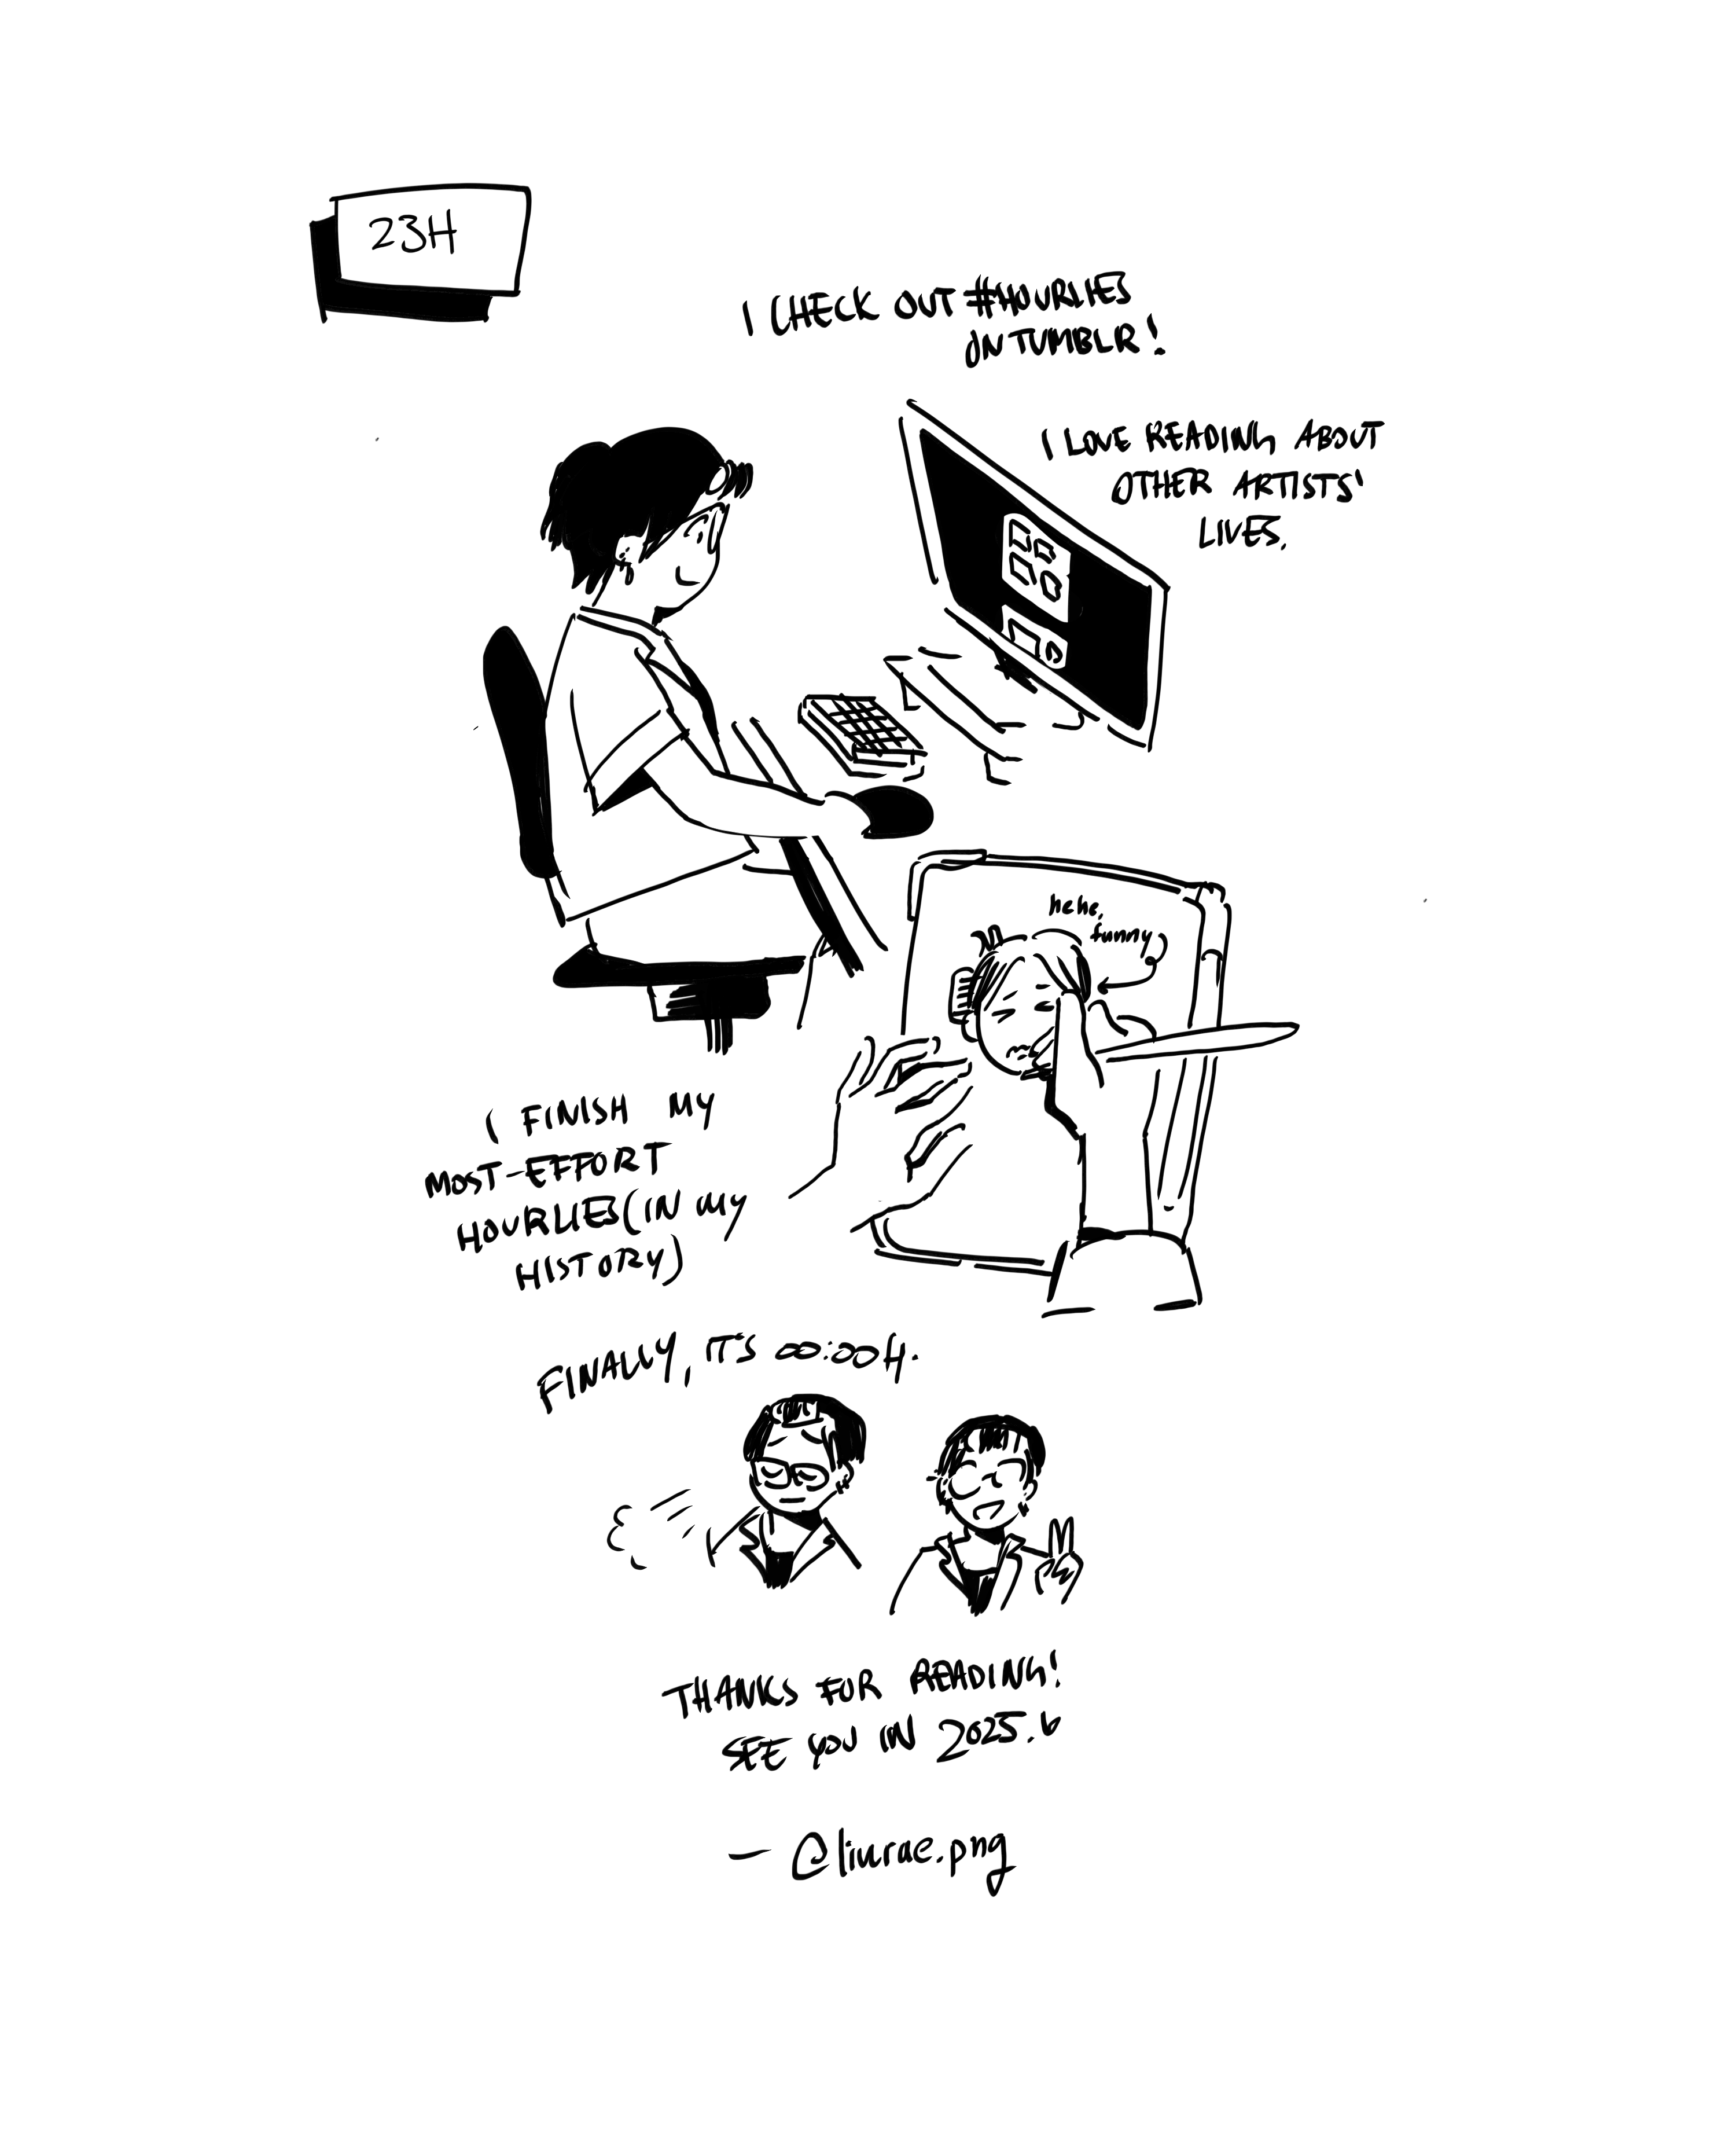 23H
I CHECK OUT #HOURLIES
ON TUMBLR!
I LOVE READING ABOUT
OTHER ARTISTS'
LIVES.
hehe,
funny
I FINISH MY
MOST-EFFORT
HOURLIES (IN MY
HISTORY)
FINALLY, IT'S 00:00H.
THANKS FOR READING!
SEE YOU IN 2025.
— @liurae.png